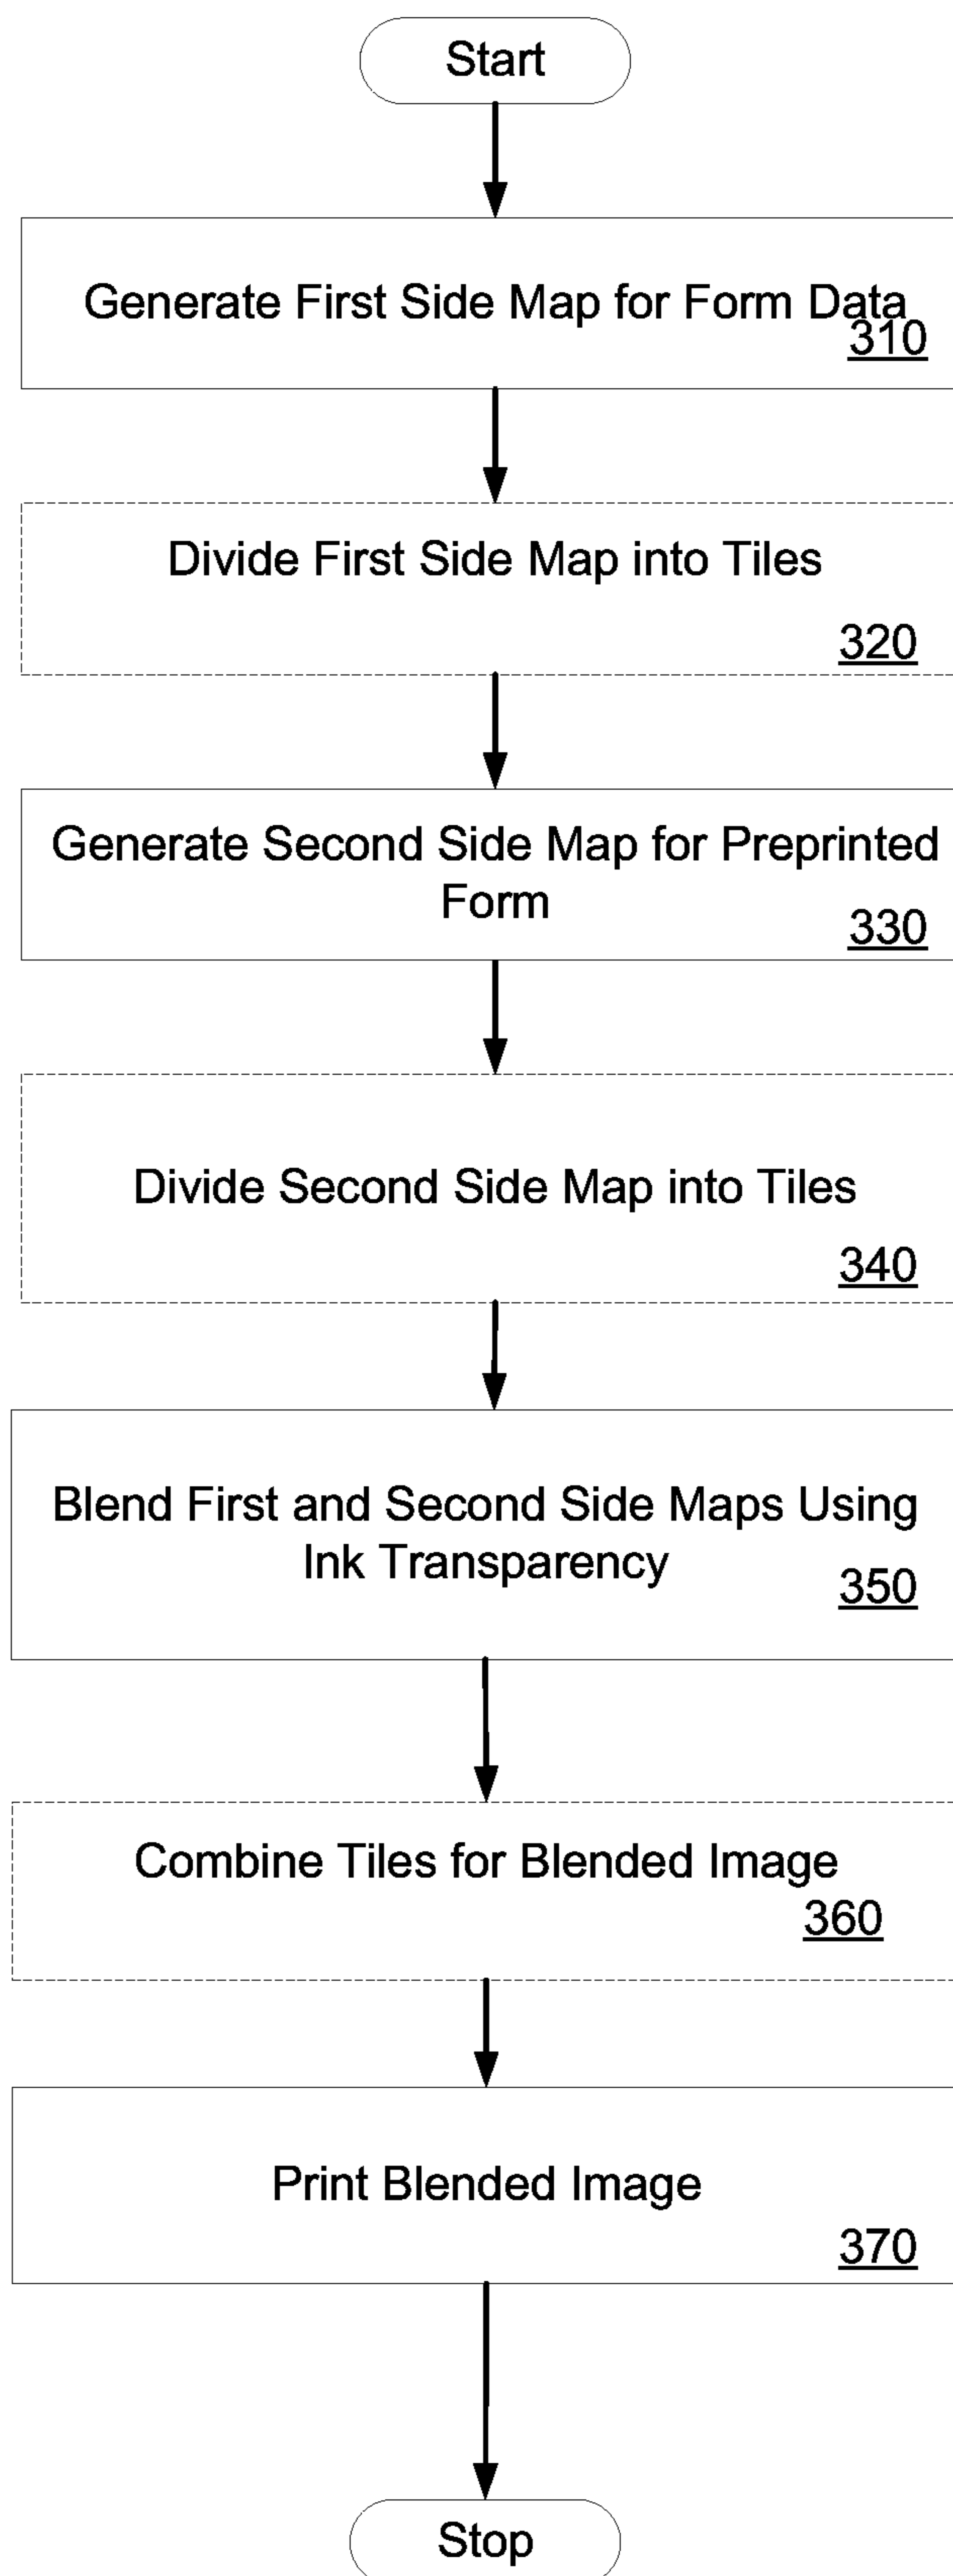 Start
Generate First Side Map for Form Data
310
Divide First Side Map into Tiles
320
Generate Second Side Map for Preprinted
Form
330
Divide Second Side Map into Tiles
340
Blend First and Second Side Maps Using
Ink Transparency
350
Combine Tiles for Blended Image
360
Print Blended Image
370
Stop